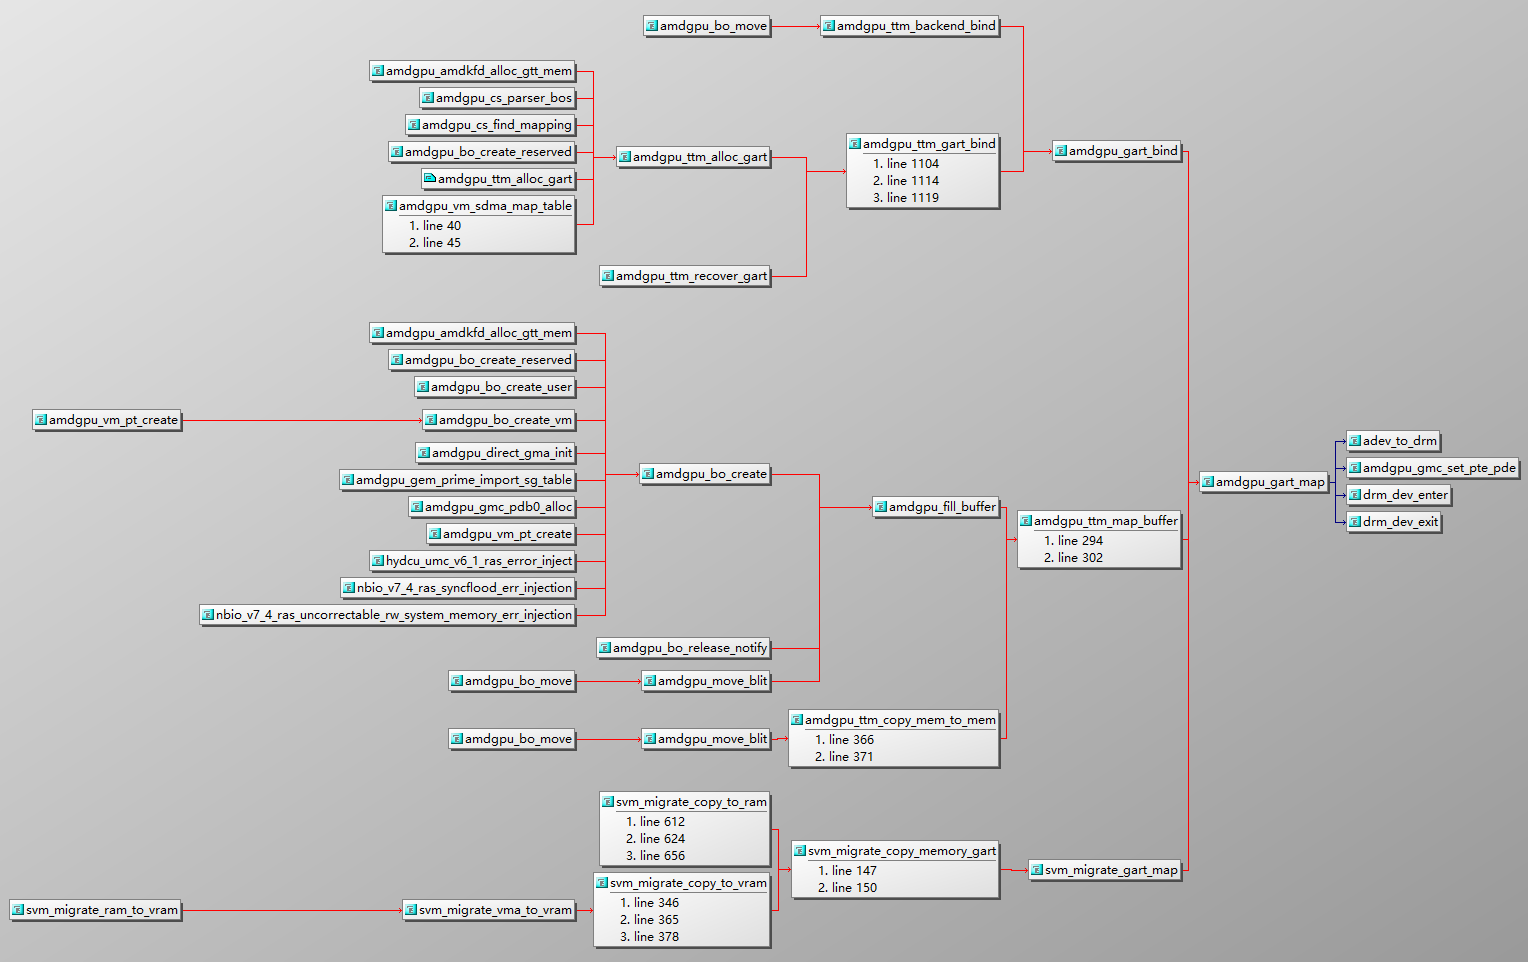 amdgpu_bo_move
amdgpu_ttm_backend_bind
amdgpu_amdkfd_alloc_gtt_mem
amdgpu_cs_parser_bos
amdgpu_cs_find_mapping
amdgpu_bo_create_reserved
amdgpu_ttm_alloc_gart
amdgpu_vm_sdma_map_table
1. line 40
2. line 45
amdgpu_ttm_alloc_gart
amdgpu_ttm_recover_gart
amdgpu_ttm_gart_bind
1. line 1104
2. line 1114
3. line 1119
amdgpu_gart_bind
amdgpu_amdkfd_alloc_gtt_mem
amdgpu_bo_create_reserved
amdgpu_bo_create_user
amdgpu_vm_pt_create
amdgpu_bo_create_vm
amdgpu_direct_gma_init
amdgpu_gem_prime_import_sg_table
amdgpu_gmc_pdb0_alloc
amdgpu_vm_pt_create
hydcu_umc_v6_1_ras_error_inject
nbio_v7_4_ras_syncflood_err_injection
nbio_v7_4_ras_uncorrectable_rw_system_memory_err_injection
amdgpu_bo_create
amdgpu_bo_release_notify
amdgpu_bo_move
amdgpu_move_blit
amdgpu_fill_buffer
amdgpu_bo_move
amdgpu_move_blit
amdgpu_ttm_copy_mem_to_mem
1. line 366
2. line 371
amdgpu_ttm_map_buffer
1. line 294
2. line 302
svm_migrate_copy_to_ram
1. line 612
2. line 624
3. line 656
svm_migrate_ram_to_vram
svm_migrate_vma_to_vram
svm_migrate_copy_to_vram
1. line 346
2. line 365
3. line 378
svm_migrate_copy_memory_gart
1. line 147
2. line 150
svm_migrate_gart_map
amdgpu_gart_map
adev_to_drm
amdgpu_gmc_set_pte_pde
drm_dev_enter
drm_dev_exit